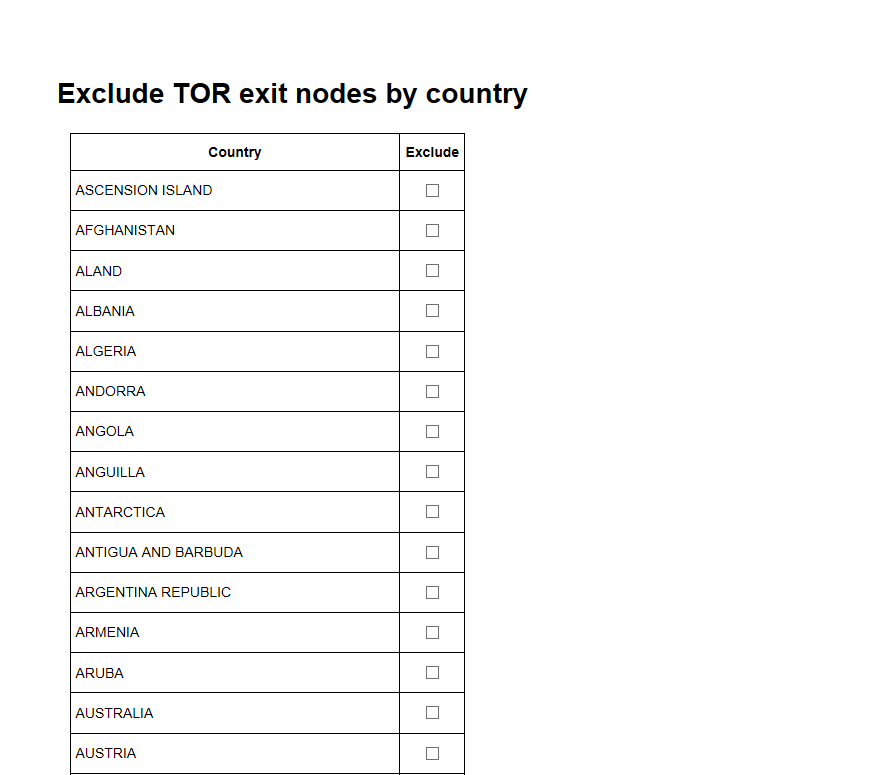 Exclude TOR exit nodes by country
Country Exclude
ASCENSION ISLAND
AFGHANISTAN
ALAND
ALBANIA
ALGERIA
ANDORRA
ANGOLA
ANGUILLA
ANTARCTICA
ANTIGUA AND BARBUDA
ARGENTINA REPUBLIC
ARMENIA
ARUBA
AUSTRALIA
AUSTRIA